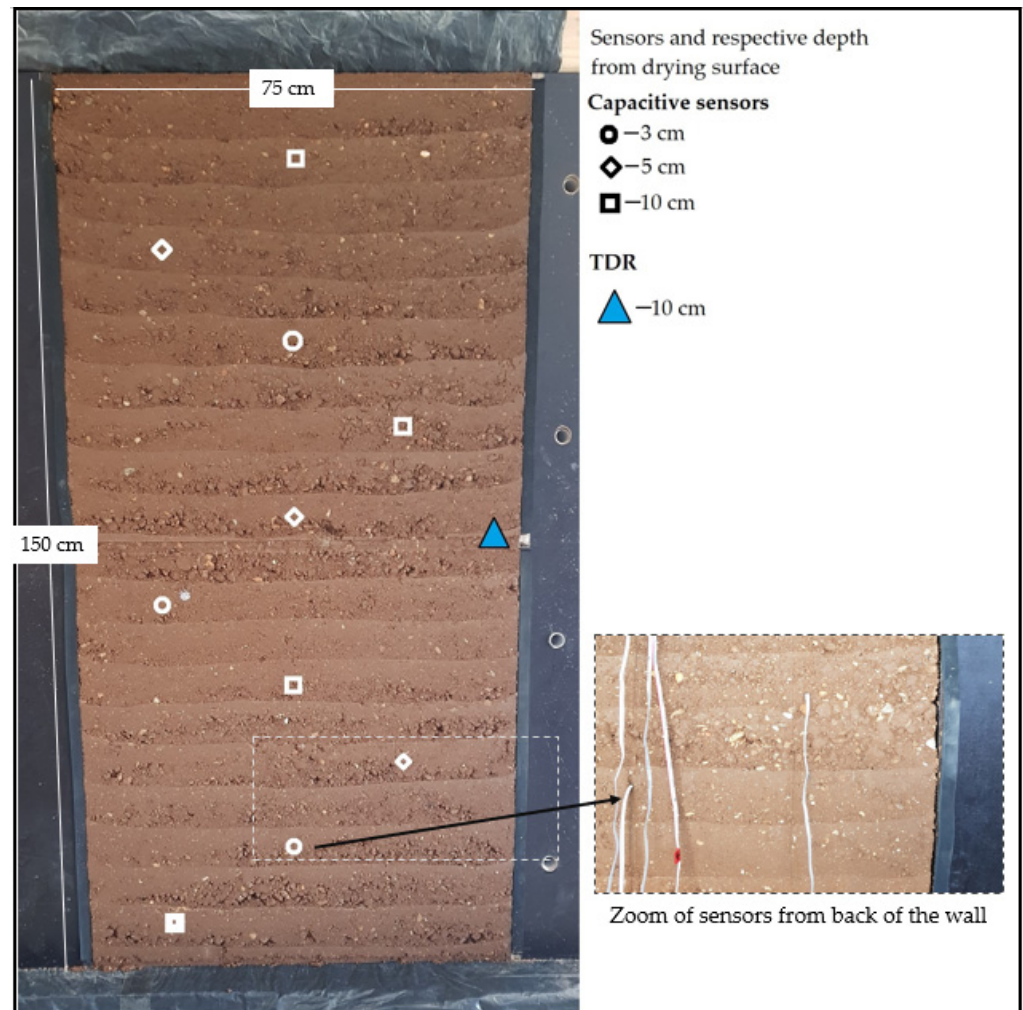 75 cm
150 cm
Sensors and respective depth
from drying surface
Capacitive sensors
−3 cm
−5 cm
−10 cm
TDR
−10 cm
Zoom of sensors from back of the wall